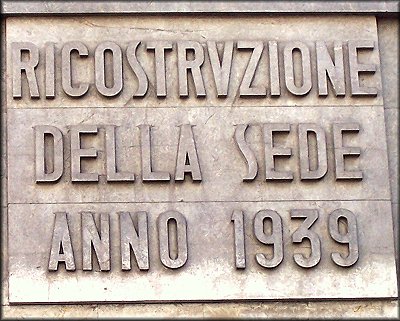 RICOSTRVZIONE
DELLA SEDE
ANNO 1939